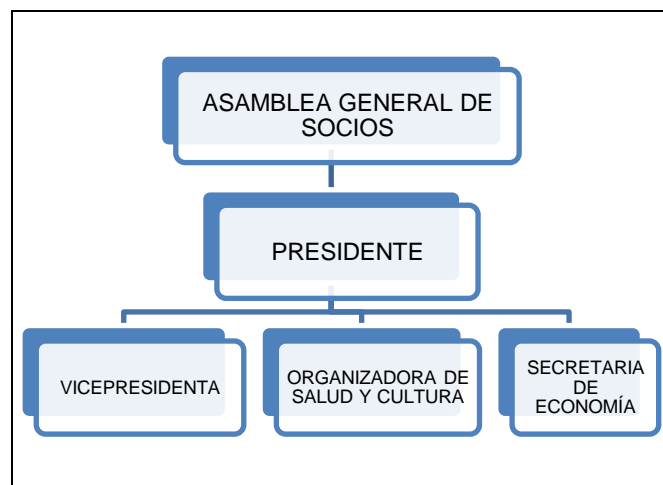 ASAMBLEA GENERAL DE
SOCIOS
PRESIDENTE
VICEPRESIDENTA
ORGANIZADORA DE
SALUD Y CULTURA
SECRETARIA
DE
ECONOMÍA